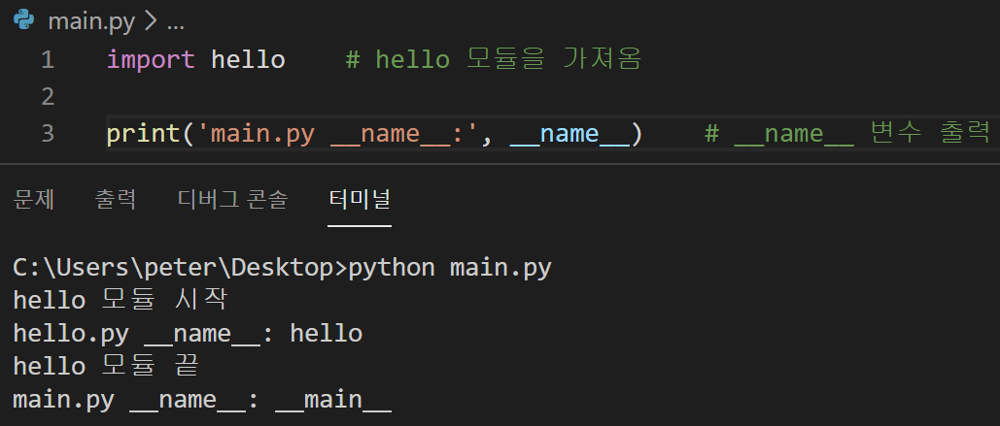 main.py > ...
1 import hello    # hello 모듈을 가져옴
2
3 print('main.py __name__:', __name__)    # __name__ 변수 출력
문제 출력 디버그 콘솔 터미널
C:\Users\peter\Desktop>python main.py
hello 모듈 시작
hello.py __name__: hello
hello 모듈 끝
main.py __name__: __main__